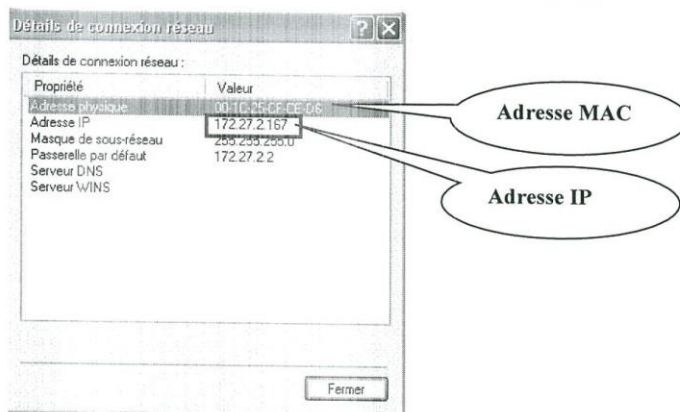 Détails de connexion réseau
Détails de connexion réseau :
Propriété Valeur
Adresse physique
Adresse IP 172.27.2.167
Masque de sous-réseau 255.255.255.0
Passerelle par défaut 172.27.2.2
Serveur DNS
Serveur WINS
Fermer
Adresse MAC
Adresse IP